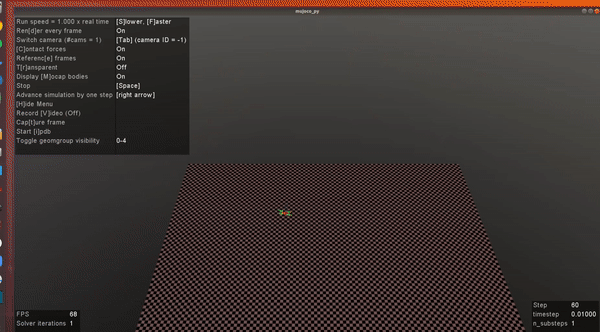 mujoco_py
Run speed = 1.000 x real time [S]lower, [F]aster
Ren[d]er every frame On
Switch camera (#cams = 1) [Tab] (camera ID = -1)
[C]ontact forces On
Referenc[e] frames On
T[r]ansparent Off
Display [M]ocap bodies On
Stop [Space]
Advance simulation by one step [right arrow]
[H]ide Menu
Record [V]ideo (Off)
Cap[t]ure frame
Start [i]pdb
Toggle geomgroup visibility 0-4
FPS 68
Solver iterations 1
Step 60
timestep 0.01000
n_substeps 1